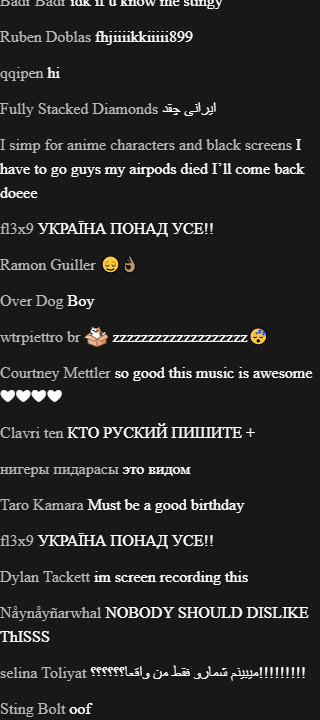 idk if u know me stingy
Ruben Doblas fhjiiiikkiiiii899
qqipen hi
Fully Stacked Diamonds ایرانی چقد
I simp for anime characters and black screens I
have to go guys my airpods died I’ll come back
doeee
fl3x9 УКРАЇНА ПОНАД УСЕ!!
Ramon Guiller 😌👌🏾
Over Dog Boy
wtrpiettro br zzzzzzzzzzzzzzzzzzz😴
Courtney Mettler so good this music is awesome
🤍🤍🤍🤍
Clavri ten КТО РУСКИЙ ПИШИТЕ +
нигеры пидарасы это видом
Taro Kamara Must be a good birthday
fl3x9 УКРАЇНА ПОНАД УСЕ!!
Dylan Tackett im screen recording this
Nåynåyñarwhal NOBODY SHOULD DISLIKE
ThISSS
selina Toliyat میبینم شمارو فقط من واقعا؟؟؟؟؟؟!!!!!!!!!
Sting Bolt oof